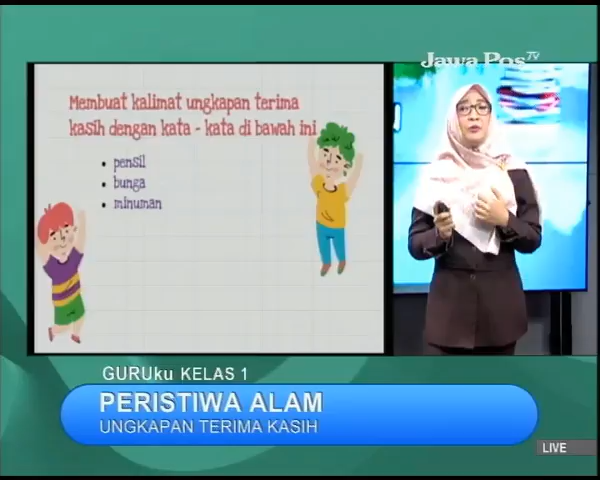 Jawa Pos TV
Membuat kalimat ungkapan terima
kasih dengan kata - kata di bawah ini
• pensil
• bunga
• minuman
GURUku KELAS 1
PERISTIWA ALAM
UNGKAPAN TERIMA KASIH
LIVE